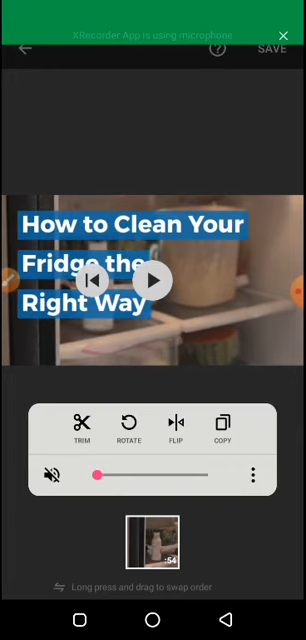 XRecorder App is using microphone
SAVE
How to Clean Your
Fridge the
Right Way
TRIM ROTATE FLIP COPY
:54
Long press and drag to swap order